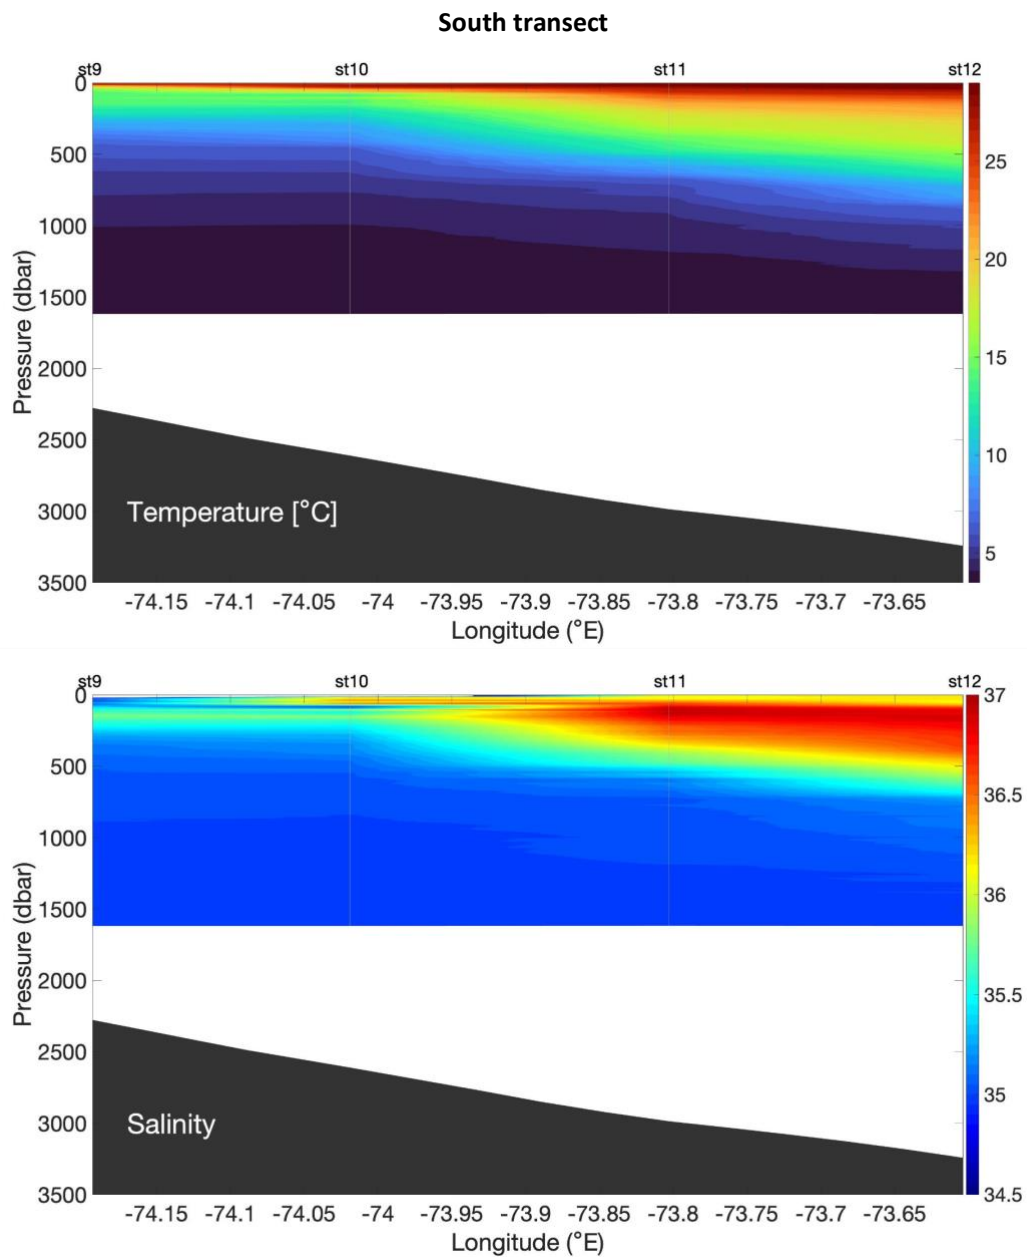 South transect
st9 st10 st11 st12
0
500
1000
1500
2000
2500
3000
3500
Pressure (dbar)
Temperature [°C]
-74.15 -74.1 -74.05 -74 -73.95 -73.9 -73.85 -73.8 -73.75 -73.7 -73.65
Longitude (°E)
25
20
15
10
5
st9 st10 st11 st12
0
500
1000
1500
2000
2500
3000
3500
Pressure (dbar)
Salinity
-74.15 -74.1 -74.05 -74 -73.95 -73.9 -73.85 -73.8 -73.75 -73.7 -73.65
Longitude (°E)
37
36.5
36
35.5
35
34.5